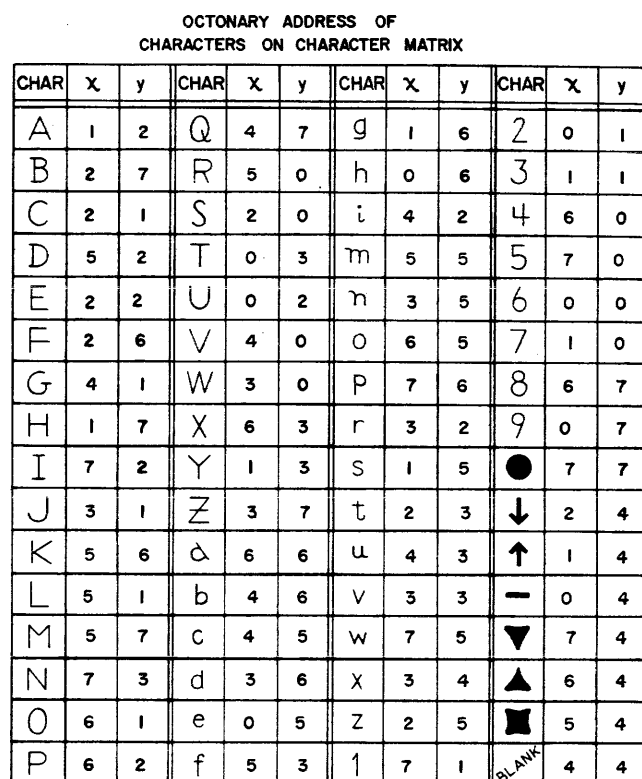 OCTONARY ADDRESS OF
CHARACTERS ON CHARACTER MATRIX
CHAR x y CHAR x y CHAR x y CHAR x y
A 1 2 Q 4 7 g 1 6 2 0 1
B 2 7 R 5 0 h 0 6 3 1 1
C 2 1 S 2 0 i 4 2 4 6 0
D 5 2 T 0 3 m 5 5 5 7 0
E 2 2 U 0 2 n 3 5 6 0 0
F 2 6 V 4 0 o 6 5 7 1 0
G 4 1 W 3 0 p 7 6 8 6 7
H 1 7 X 6 3 r 3 2 9 0 7
I 7 2 Y 1 3 s 1 5 ● 7 7
J 3 1 Z 3 7 t 2 3 ↓ 2 4
K 5 6 a 6 6 u 4 3 ↑ 1 4
L 5 1 b 4 6 v 3 3 – 0 4
M 5 7 c 4 5 w 7 5 ▼ 7 4
N 7 3 d 3 6 x 3 4 ▲ 6 4
O 6 1 e 0 5 z 2 5 ■ 5 4
P 6 2 f 5 3 1 7 1 BLANK 4 4